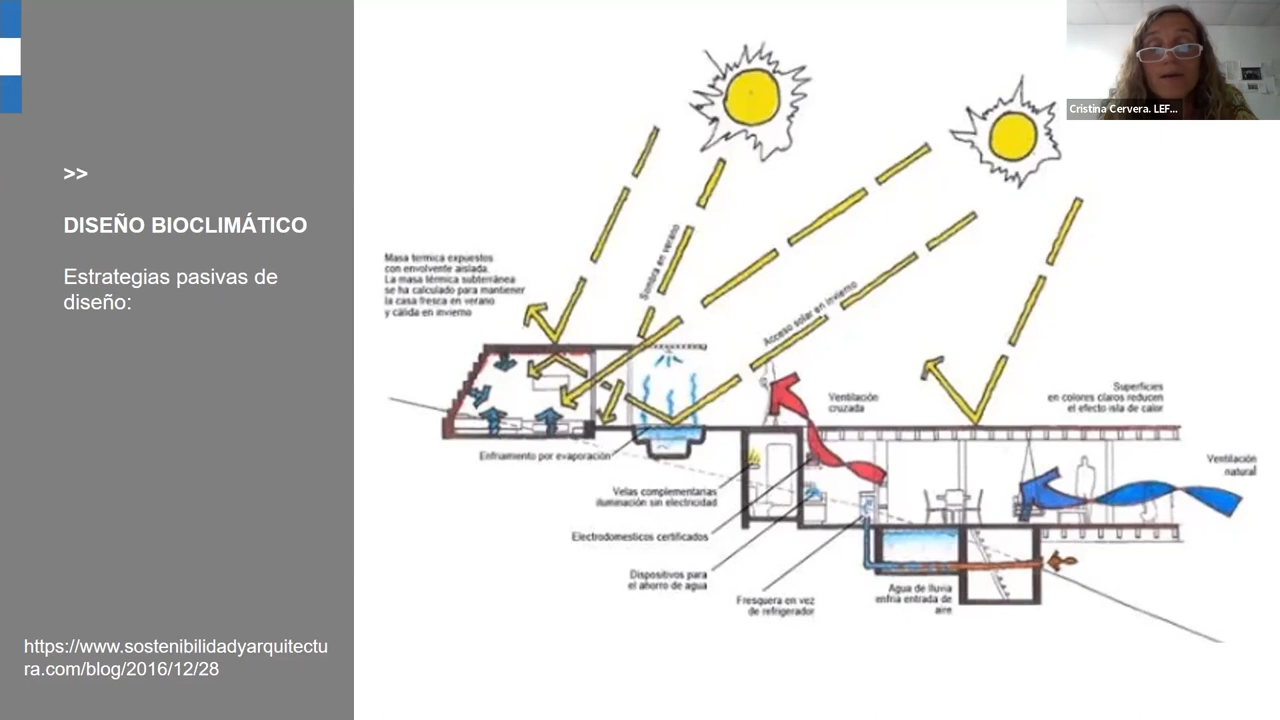 >>
DISEÑO BIOCLIMÁTICO
Estrategias pasivas de
diseño:
https://www.sostenibilidadyarquitectu
ra.com/blog/2016/12/28
Cristina Cervera. LEF...
Masa termica expuestos
con envolvente aislada.
La masa térmica subterránea
se ha calculado para mantener
la casa fresca en verano
y cálida en invierno
Sombra en verano
Acceso solar en invierno
Ventilación
cruzada
Superficies
en colores claros reducen
el efecto isla de calor
Ventilación
natural
Enfriamiento por evaporación
Velas complementarias
iluminación sin electricidad
Electrodomesticos certificados
Dispositivos para
el ahorro de agua
Fresquera en vez
de refrigerador
Agua de lluvia
enfria entrada de
aire